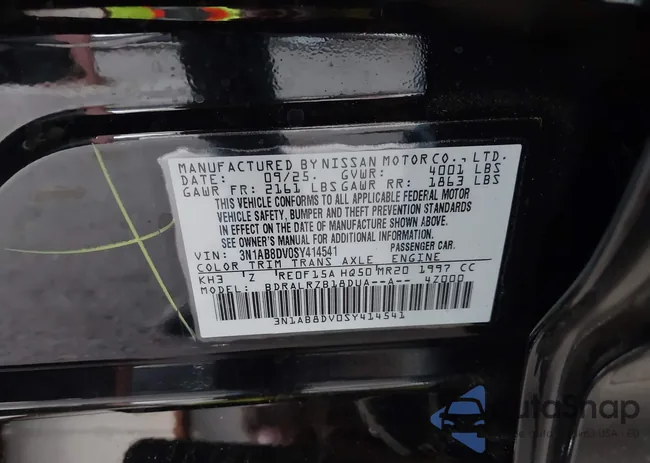 MANUFACTURED BY NISSAN MOTOR CO., LTD.
DATE: 09/25. GVWR: 4001 LBS
GAWR FR: 2161 LBS GAWR RR: 1863 LBS
THIS VEHICLE CONFORMS TO ALL APPLICABLE FEDERAL MOTOR
VEHICLE SAFETY, BUMPER AND THEFT PREVENTION STANDARDS
IN EFFECT ON THE DATE OF MANUFACTURE SHOWN ABOVE.
SEE OWNER'S MANUAL FOR ADDITIONAL INFORMATION.
VIN: 3N1AB8DV0SY414541 PASSENGER CAR.
COLOR TRIM TRANS AXLE ENGINE
KH3 'Z 'RE0F15A HQ50 MR20 1997 CC
MODEL: BDRALRZB18DUA--A-- 4Z000
3N1AB8DV0SY414541
AutoSnap